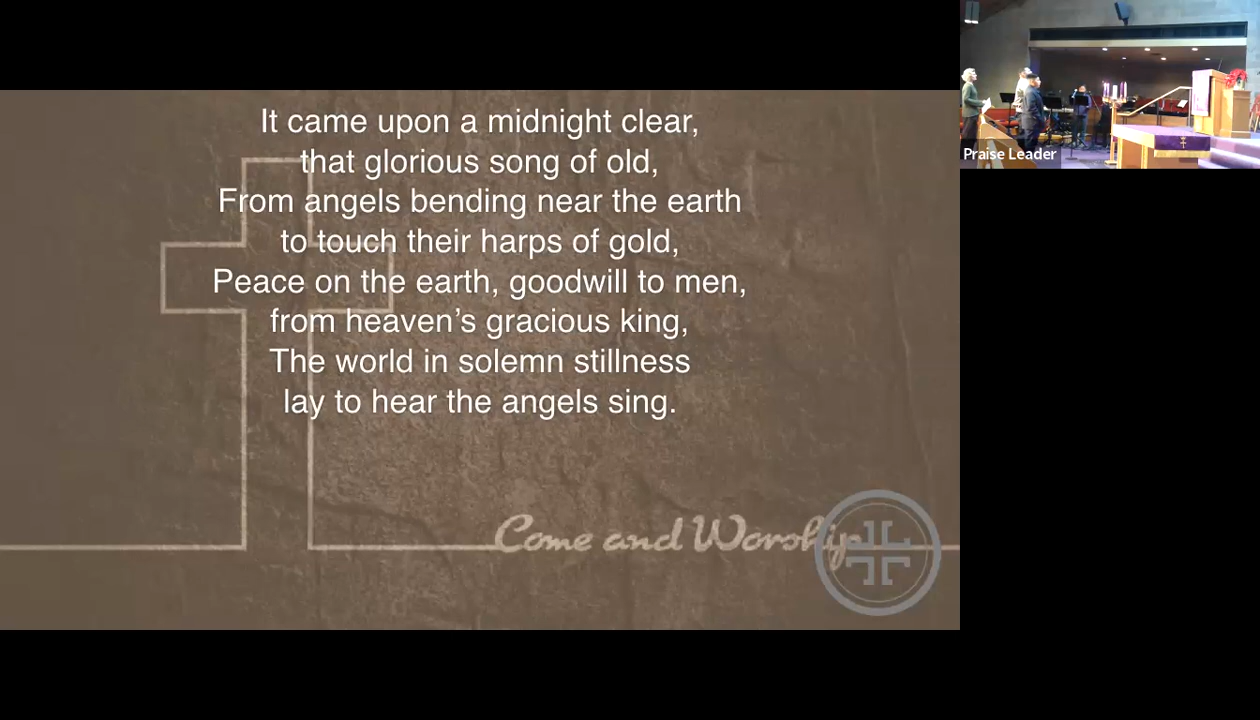 It came upon a midnight clear,
that glorious song of old,
From angels bending near the earth
to touch their harps of gold,
Peace on the earth, goodwill to men,
from heaven’s gracious king,
The world in solemn stillness
lay to hear the angels sing.
Come and Worship
Praise Leader